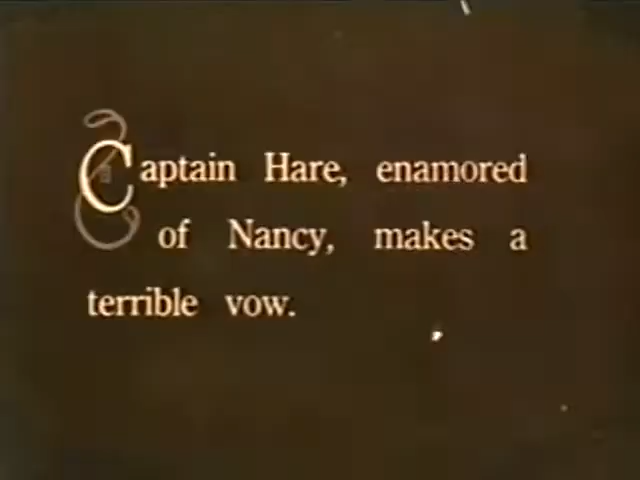 Captain Hare, enamored
of Nancy, makes a
terrible vow.